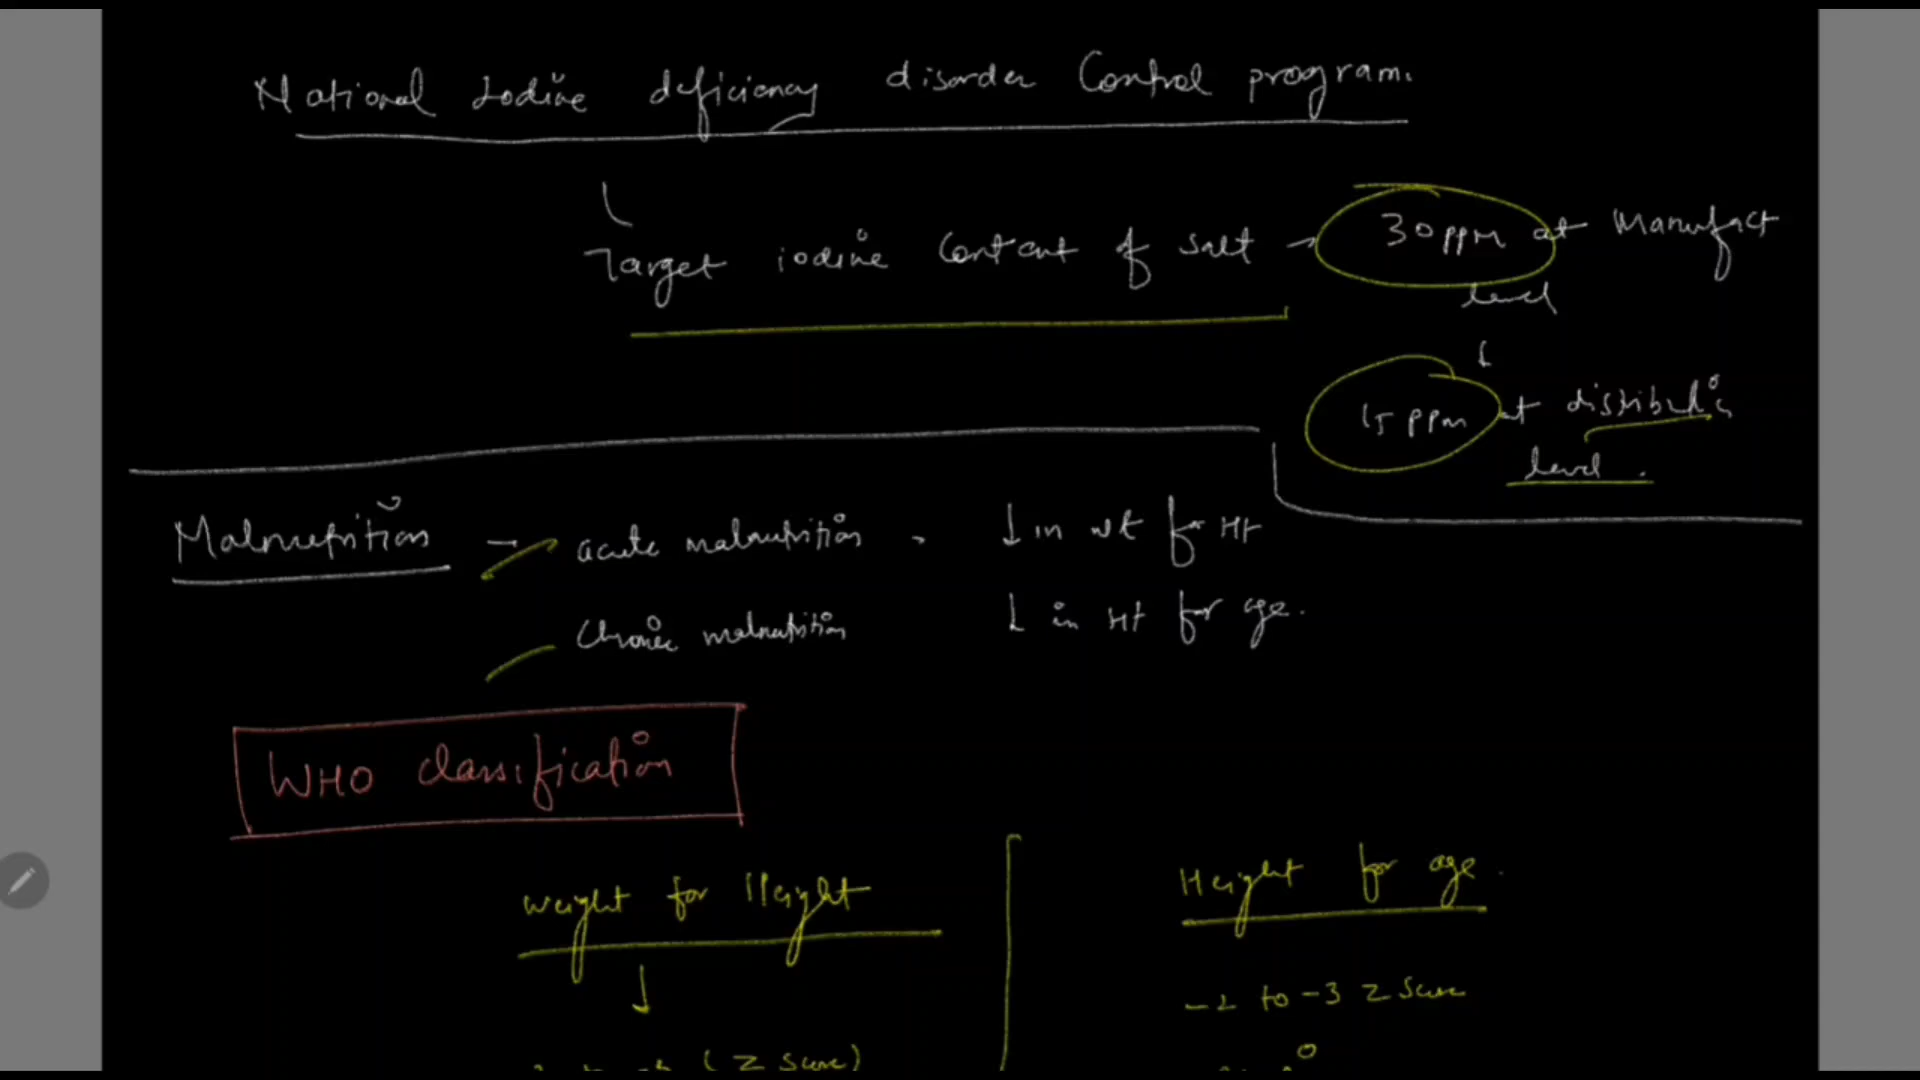 National Iodine deficiency disorder Control program.
Target iodine Content of salt → 30 ppm at Manufact
level
↓
15 ppm at
level.
Malnutrition - acute malnutrition - ↓ in wt for Ht
Chronic malnutrition ↓ in Ht for age.
WHO classification
weight for Height
Height for age.
↓
-2 to -3 Z Score
(Z score)